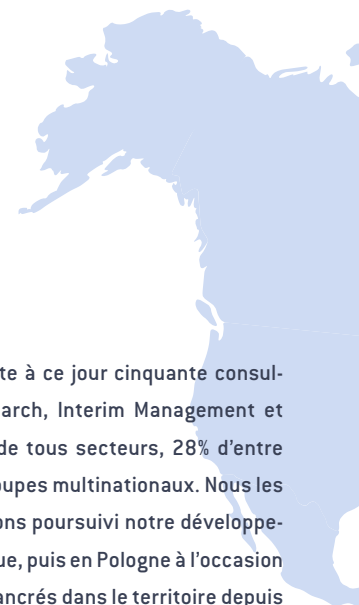 te à ce jour cinquante consul-
arch, Interim Management et
de tous secteurs, 28% d'entre
oupes multinationaux. Nous les
ons poursuivi notre développe-
ue, puis en Pologne à l'occasion
ancrés dans le territoire depuis